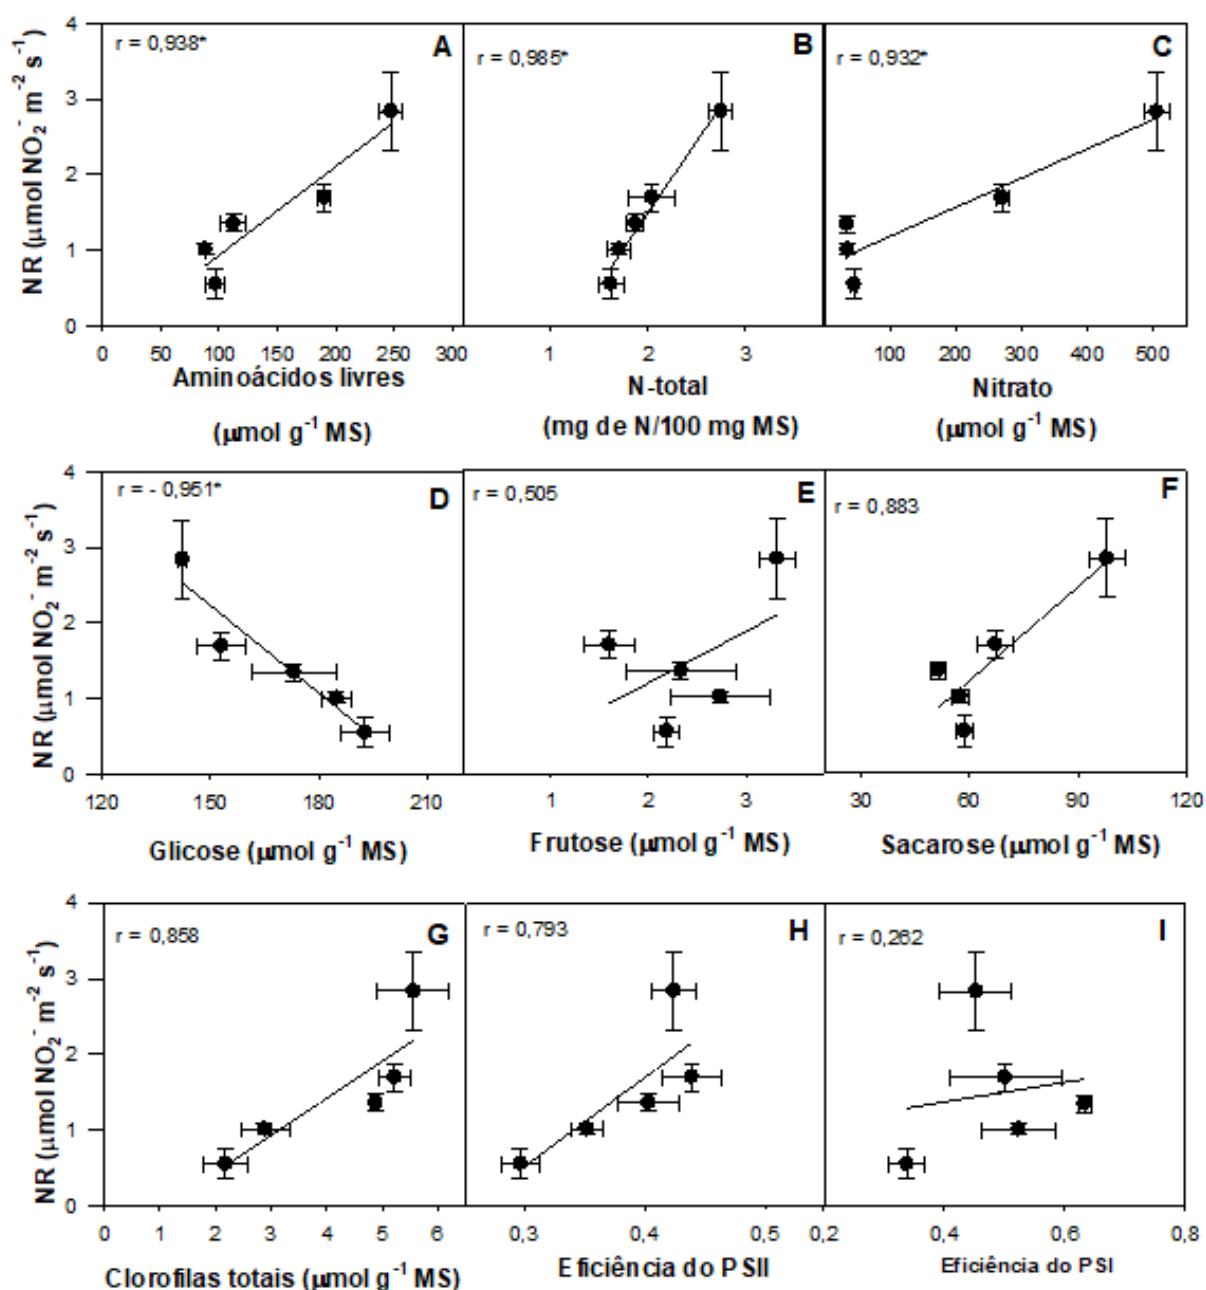 r = 0,938*
A
r = 0,985*
B
r = 0,932*
C
NR (μmol NO₂⁻ m⁻² s⁻¹)
4
3
2
1
0
0 50 100 150 200 250 300
1 2 3
100 200 300 400 500
Aminoácidos livres
(μmol g⁻¹ MS)
N-total
(mg de N/100 mg MS)
Nitrato
(μmol g⁻¹ MS)
r = - 0,951*
D
r = 0,505
E
r = 0,883
F
NR (μmol NO₂⁻ m⁻² s⁻¹)
4
3
2
1
0
120 150 180 210
1 2 3
30 60 90 120
Glicose (μmol g⁻¹ MS)
Frutose (μmol g⁻¹ MS)
Sacarose (μmol g⁻¹ MS)
r = 0,858
G
r = 0,793
H
r = 0,262
I
NR (μmol NO₂⁻ m⁻² s⁻¹)
4
3
2
1
0
0 1 2 3 4 5 6
0,3 0,4 0,5
0,2 0,4 0,6 0,8
Clorofilas totais (μmol g⁻¹ MS)
Eficiência do PSII
Eficiência do PSI